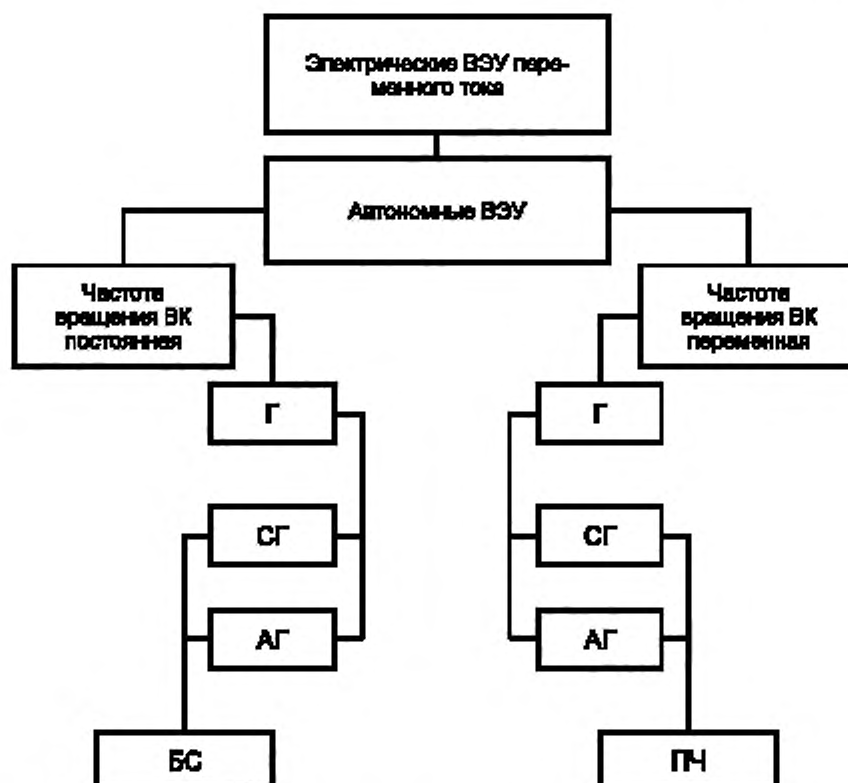 Электрические ВЭУ пере-
менного тока
Автономные ВЭУ
Частота
вращения ВК
постоянная
Частота
вращения ВК
переменная
Г
Г
СГ
СГ
АГ
АГ
БС
ПЧ